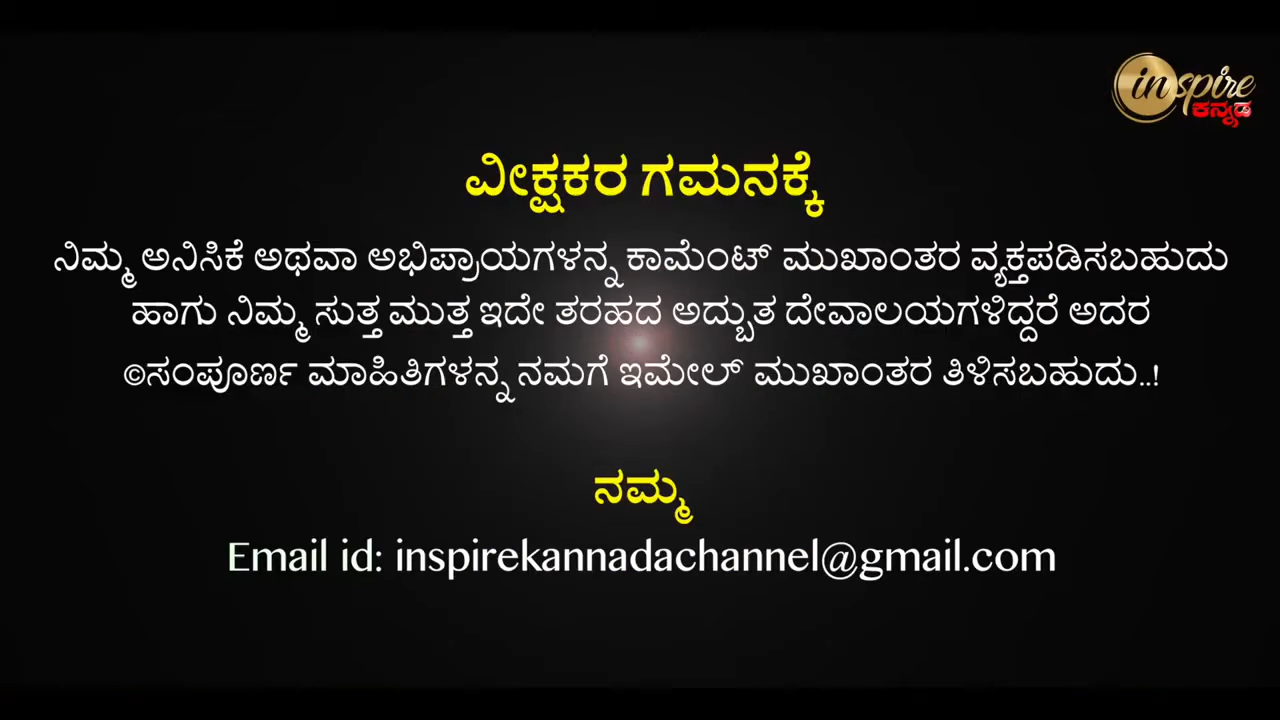 inspire
ಕನ್ನಡ
ವೀಕ್ಷಕರ ಗಮನಕ್ಕೆ
ನಿಮ್ಮ ಅನಿಸಿಕೆ ಅಥವಾ ಅಭಿಪ್ರಾಯಗಳನ್ನ ಕಾಮೆಂಟ್ ಮುಖಾಂತರ ವ್ಯಕ್ತಪಡಿಸಬಹುದು
ಹಾಗು ನಿಮ್ಮ ಸುತ್ತ ಮುತ್ತ ಇದೇ ತರಹದ ಅದ್ಬುತ ದೇವಾಲಯಗಳಿದ್ದರೆ ಅದರ
©ಸಂಪೂರ್ಣ ಮಾಹಿತಿಗಳನ್ನ ನಮಗೆ ಇಮೇಲ್ ಮುಖಾಂತರ ತಿಳಿಸಬಹುದು..!
ನಮ್ಮ
Email id: inspirekannadachannel@gmail.com